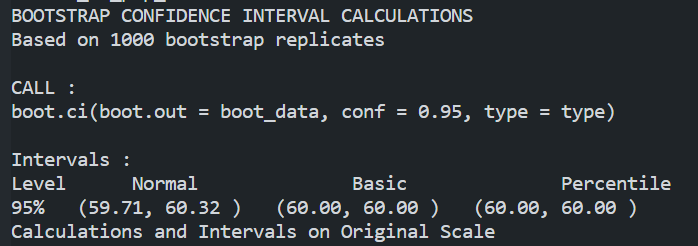 BOOTSTRAP CONFIDENCE INTERVAL CALCULATIONS
Based on 1000 bootstrap replicates
CALL :
boot.ci(boot.out = boot_data, conf = 0.95, type = type)
Intervals :
Level      Normal              Basic              Percentile
95%   (59.71, 60.32 )   (60.00, 60.00 )   (60.00, 60.00 )
Calculations and Intervals on Original Scale